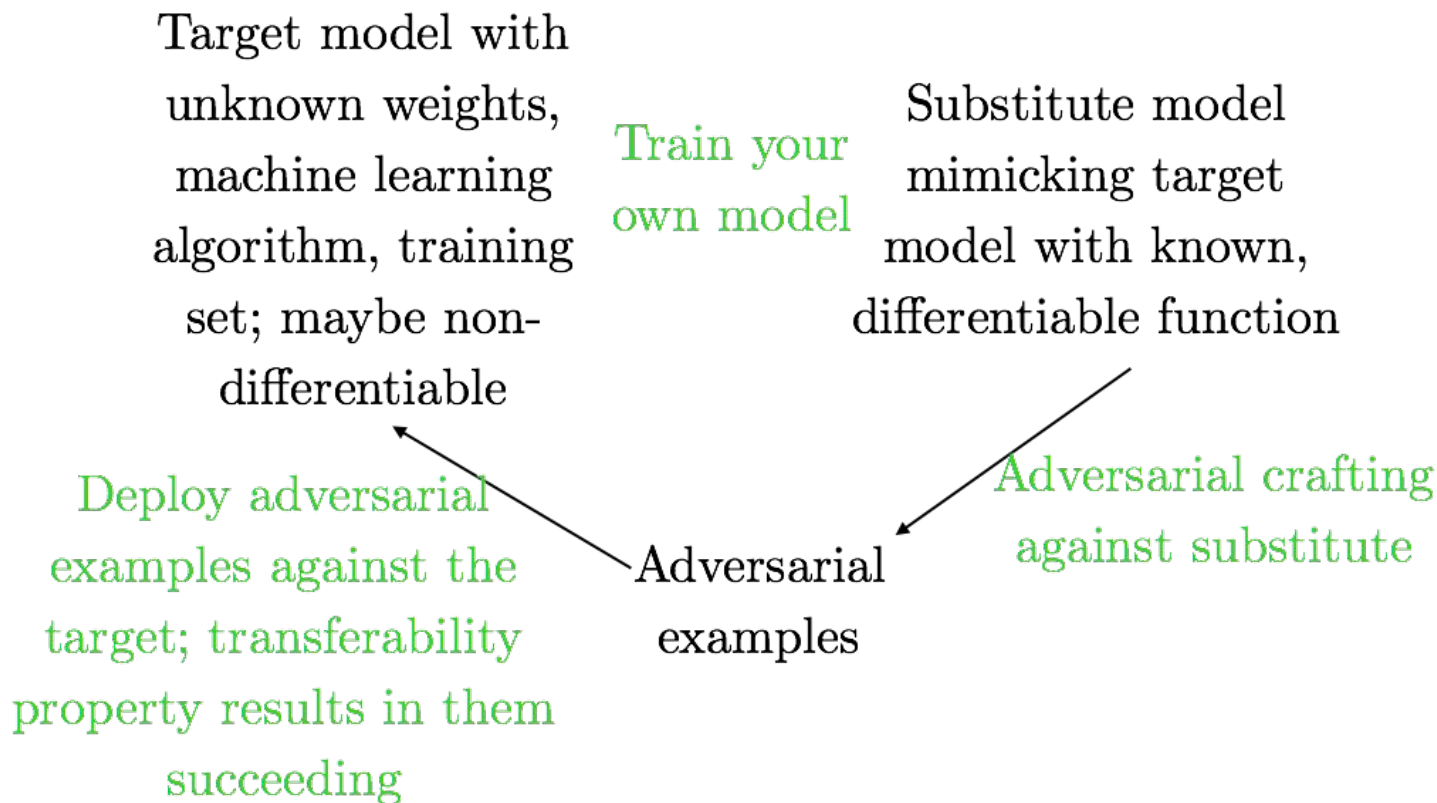 Target model with
unknown weights,
machine learning
algorithm, training
set; maybe non-
differentiable
Train your
own model
Substitute model
mimicking target
model with known,
differentiable function
Adversarial crafting
against substitute
Adversarial
examples
Deploy adversarial
examples against the
target; transferability
property results in them
succeeding